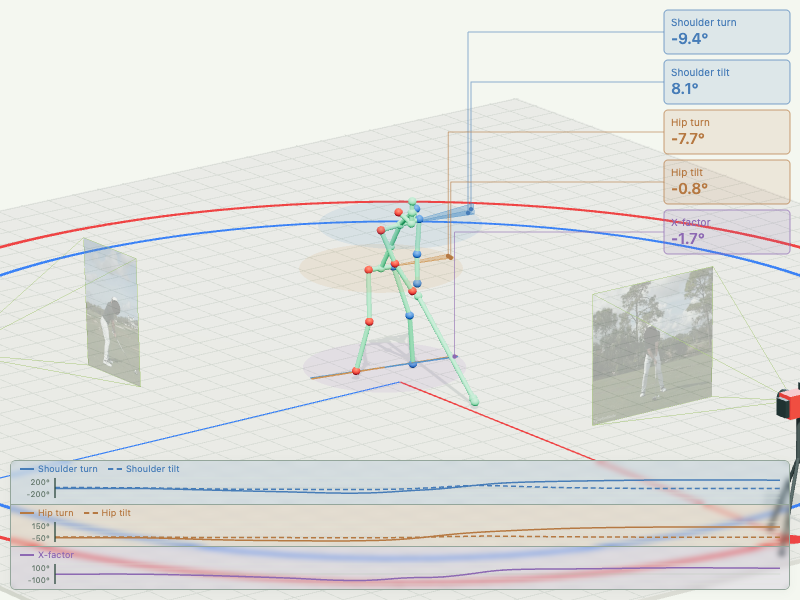 Shoulder turn
-9.4°
Shoulder tilt
8.1°
Hip turn
-7.7°
Hip tilt
-0.8°
X-factor
-1.7°
Shoulder turn Shoulder tilt
200°
-200°
Hip turn Hip tilt
150°
-50°
X-factor
100°
-100°